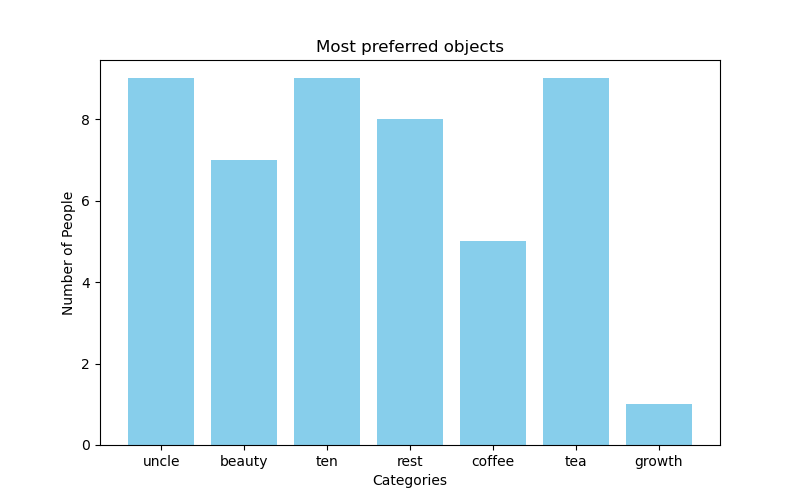 Most preferred objects
Number of People
8
6
4
2
0
uncle beauty ten rest coffee tea growth
Categories